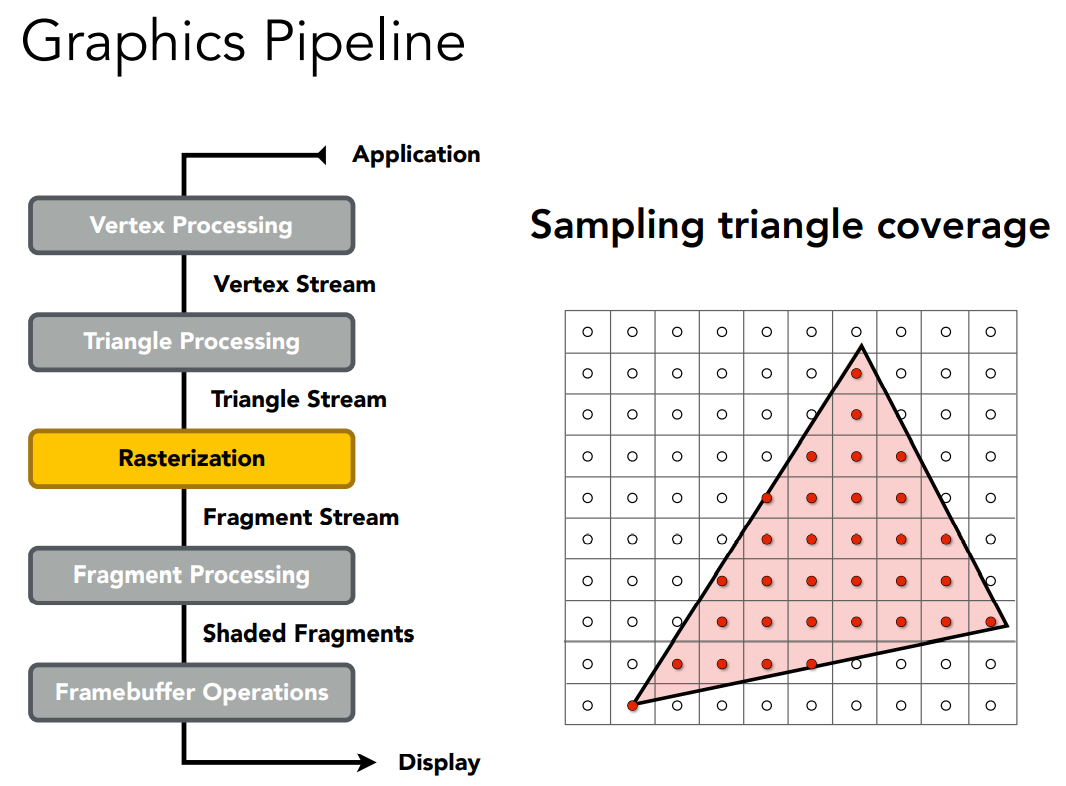 Graphics Pipeline
Application
Vertex Processing
Vertex Stream
Triangle Processing
Triangle Stream
Rasterization
Fragment Stream
Fragment Processing
Shaded Fragments
Framebuffer Operations
Display
Sampling triangle coverage